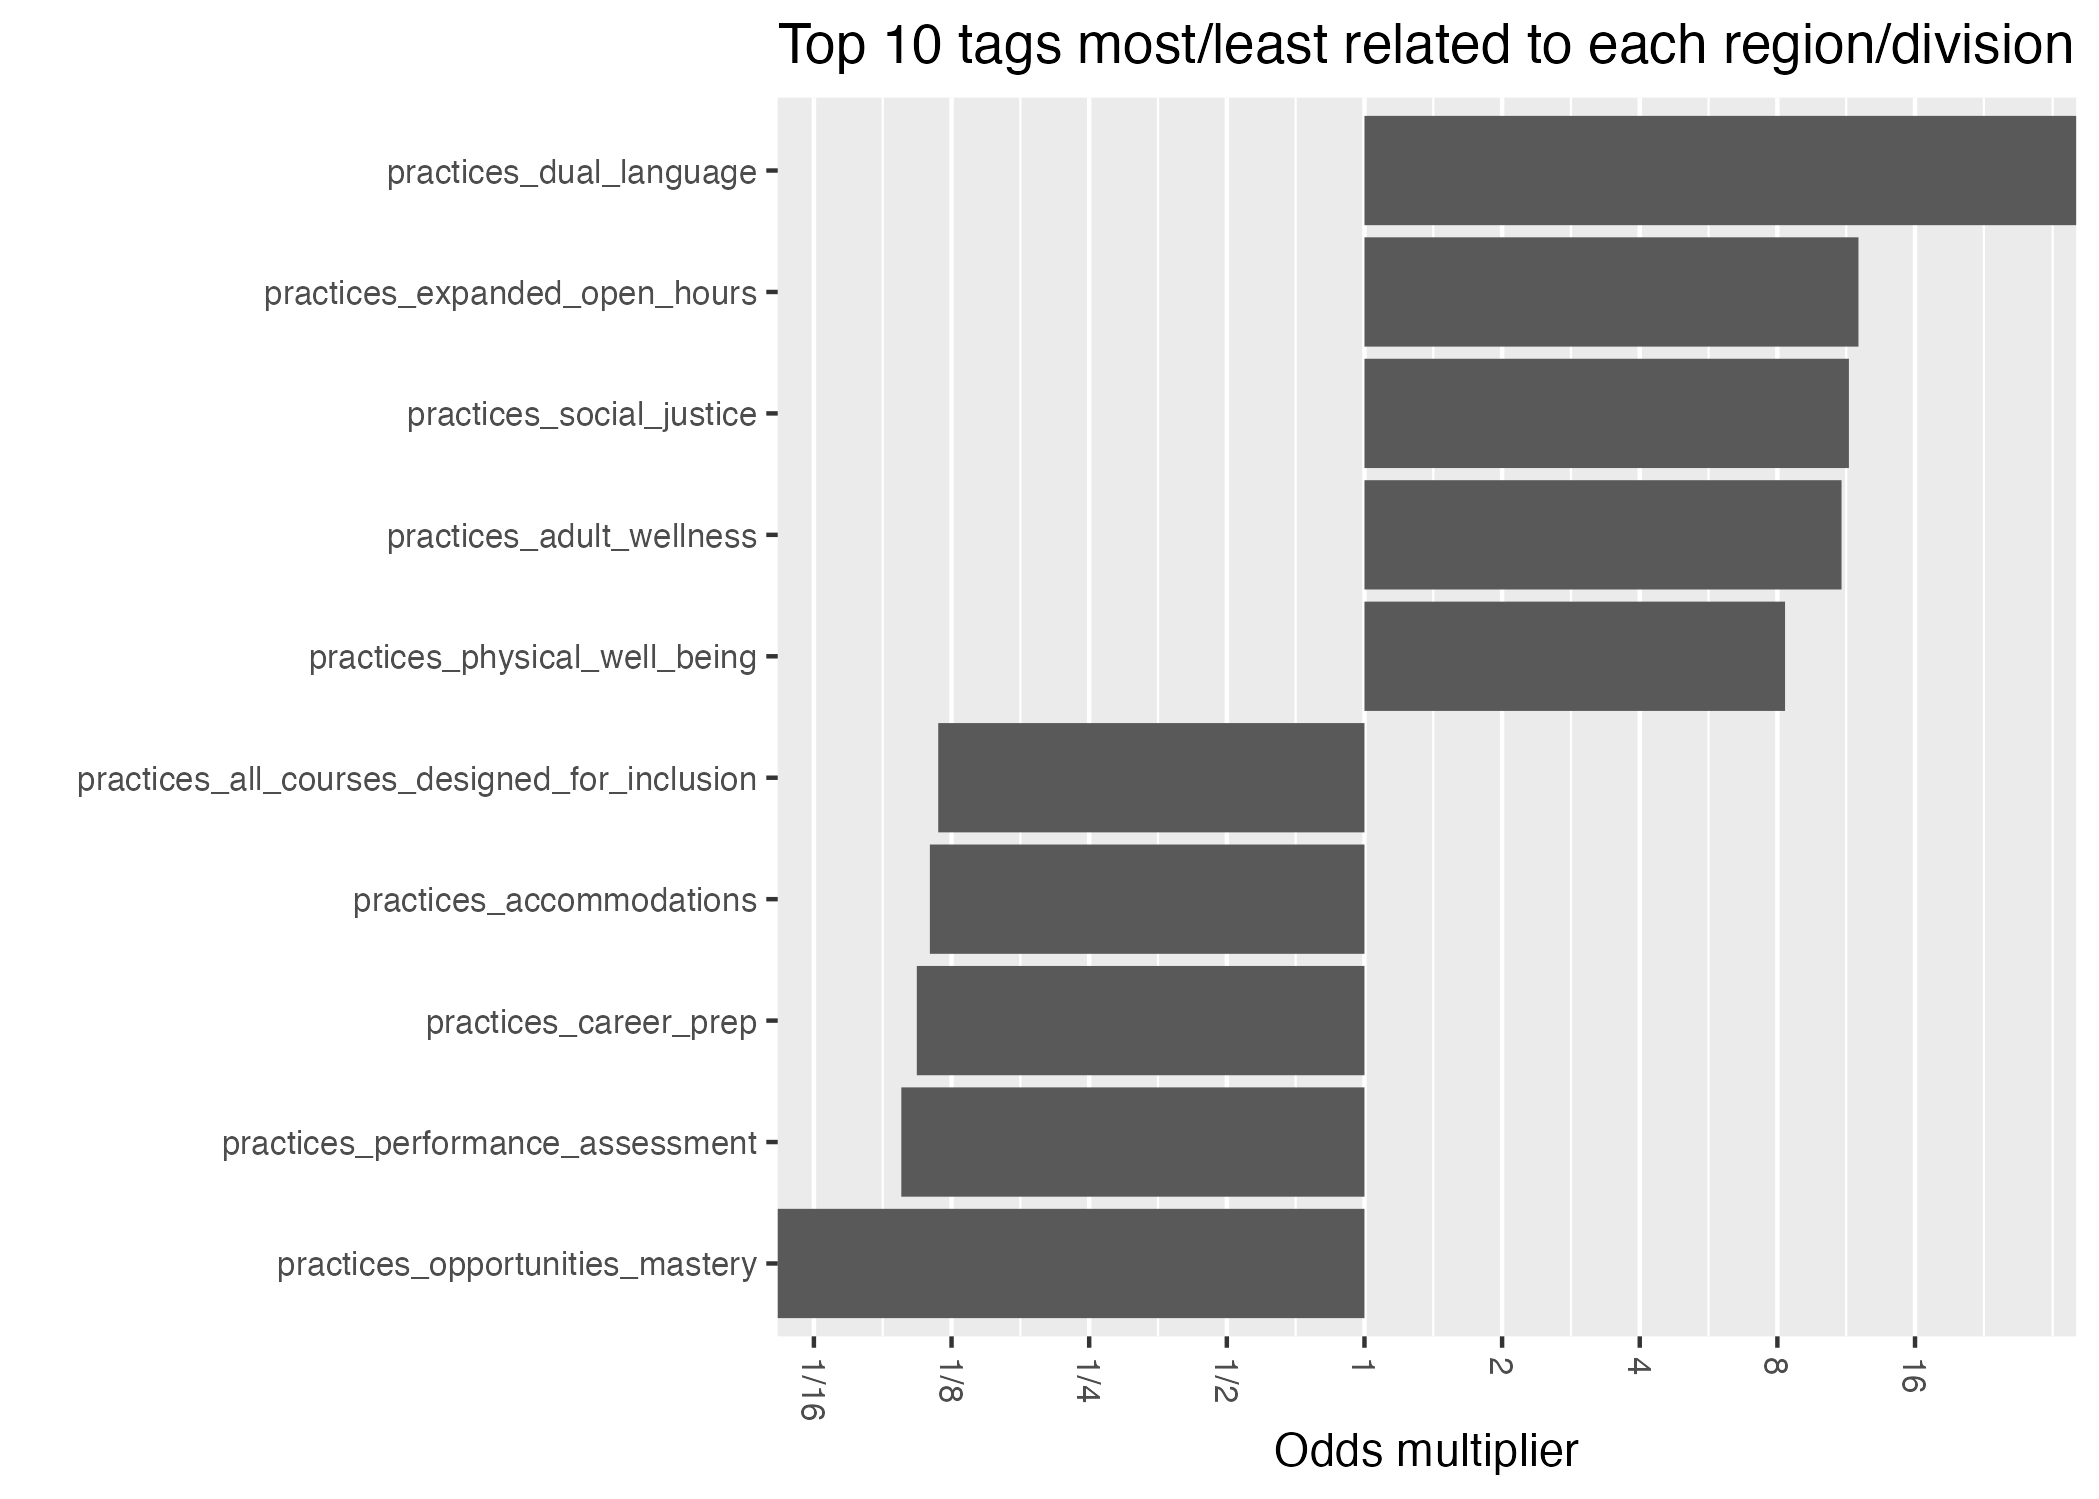 Top 10 tags most/least related to each region/division
practices_dual_language
practices_expanded_open_hours
practices_social_justice
practices_adult_wellness
practices_physical_well_being
practices_all_courses_designed_for_inclusion
practices_accommodations
practices_career_prep
practices_performance_assessment
practices_opportunities_mastery
1/16 1/8 1/4 1/2 1 2 4 8 16
Odds multiplier